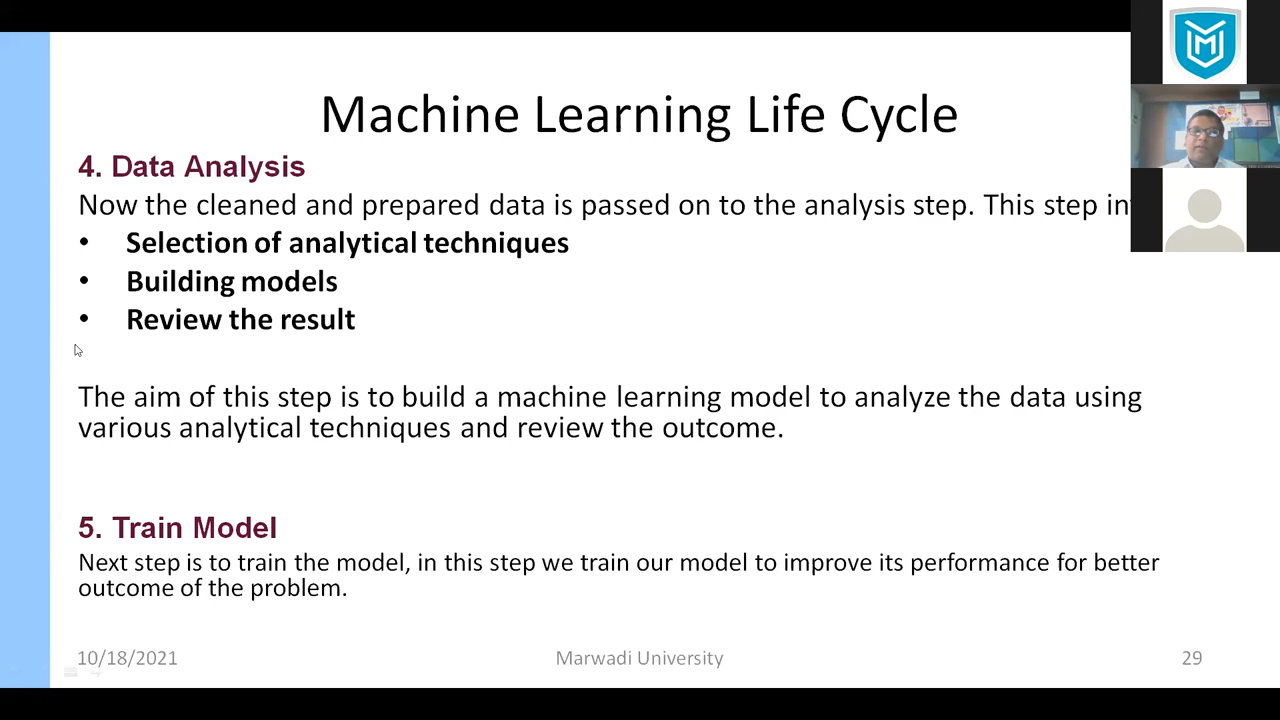 Machine Learning Life Cycle
4. Data Analysis
Now the cleaned and prepared data is passed on to the analysis step. This step
• Selection of analytical techniques
• Building models
• Review the result
The aim of this step is to build a machine learning model to analyze the data using
various analytical techniques and review the outcome.
5. Train Model
Next step is to train the model, in this step we train our model to improve its performance for better
outcome of the problem.
10/18/2021
Marwadi University
29